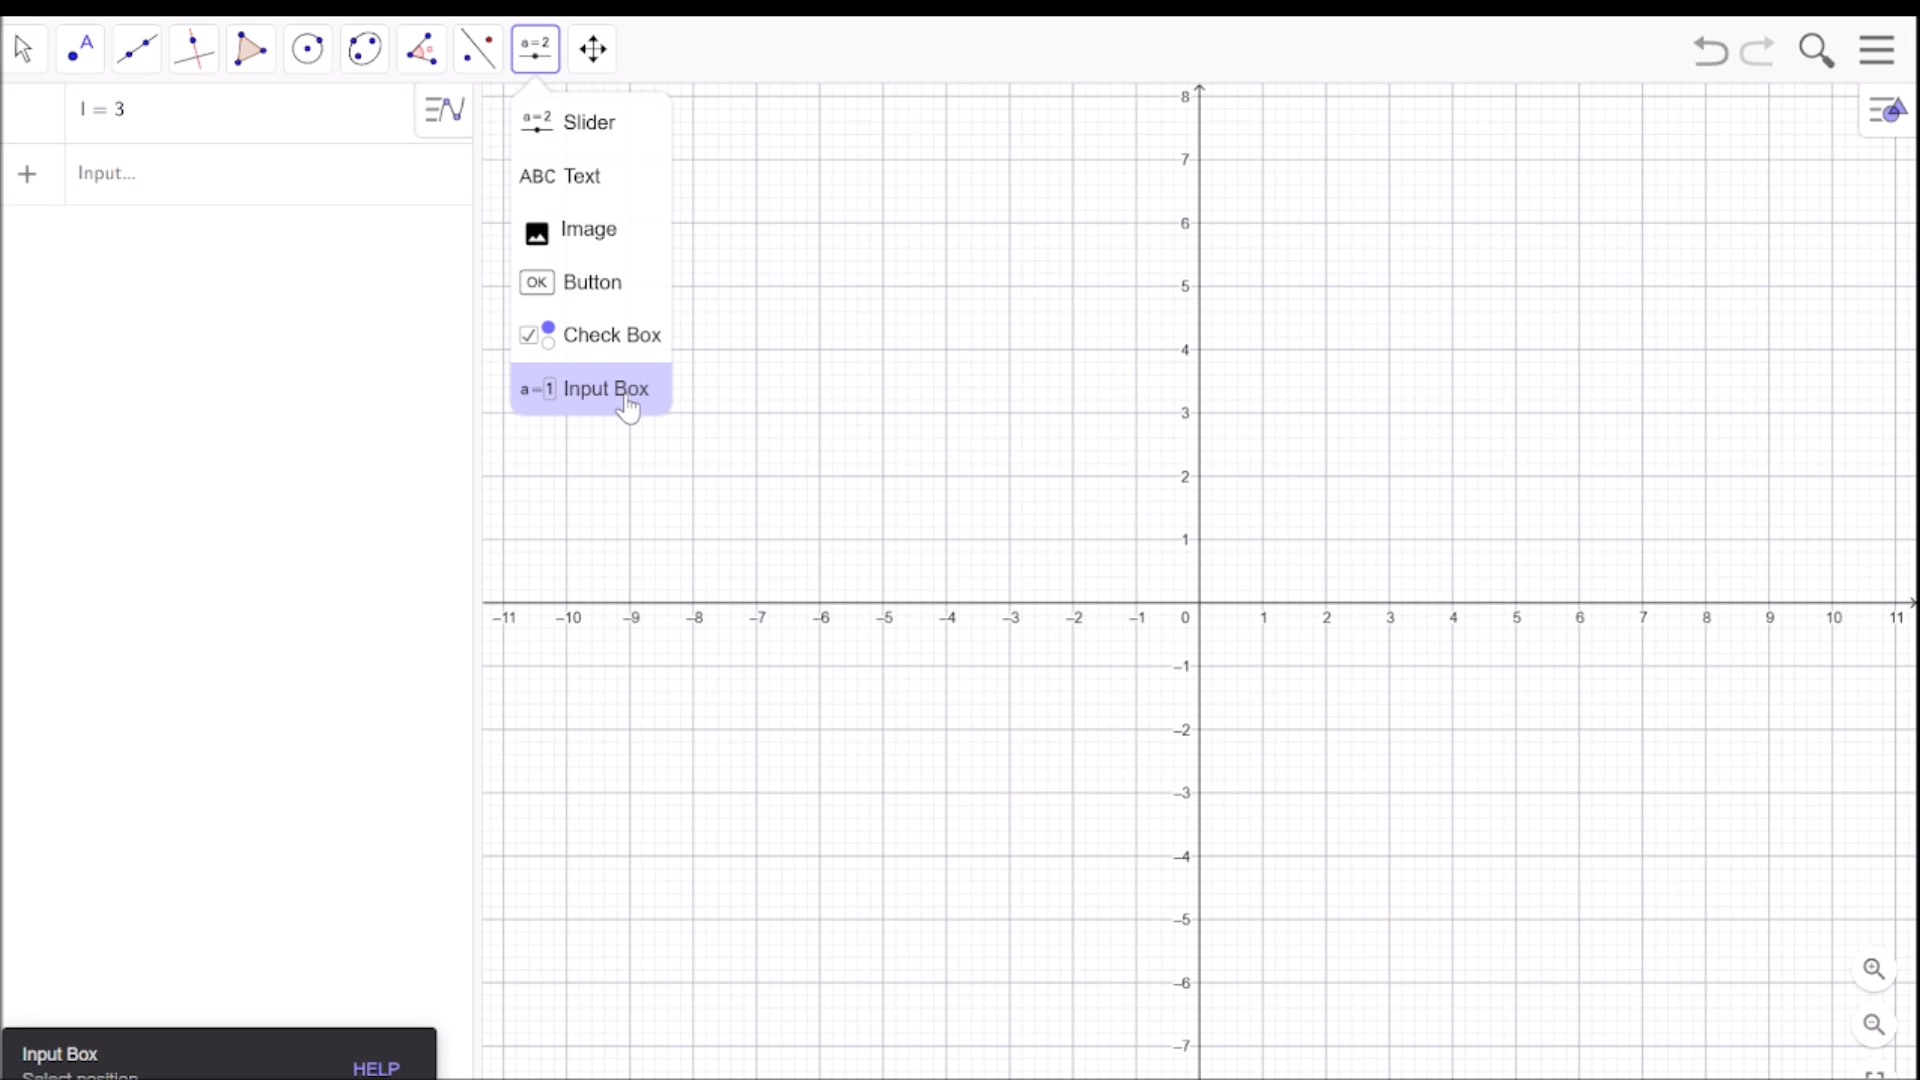 A
a=2
l = 3
Input...
a=2 Slider
ABC Text
Image
OK Button
Check Box
a=1 Input Box
8
7
6
5
4
3
2
1
–11 –10 –9 –8 –7 –6 –5 –4 –3 –2 –1 0 1 2 3 4 5 6 7 8 9 10 11
–1
–2
–3
–4
–5
–6
–7
Input Box
HELP
Select position